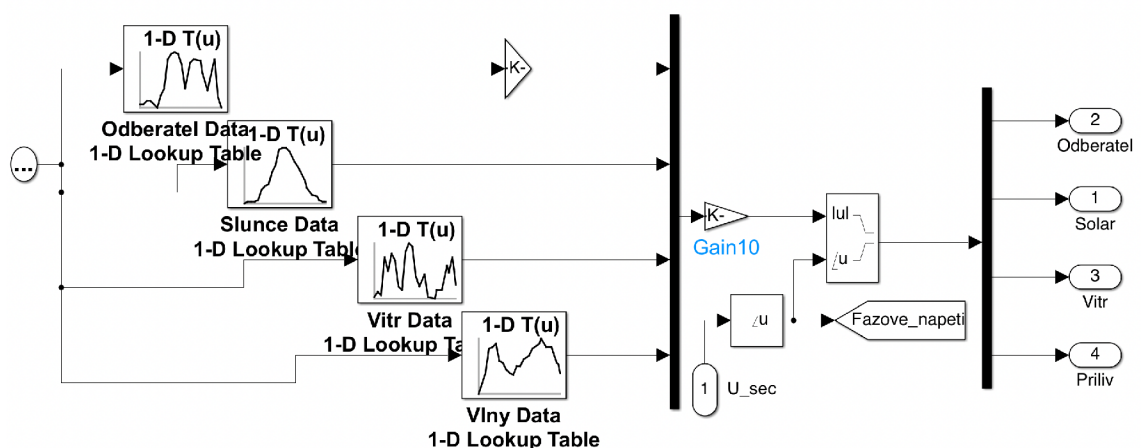 1-D T(u)
-K-
Odberatel Data
1-D Lookup Table
2
Odberatel
1-D T(u)
...
Slunce Data
1-D Lookup Table
1
Solar
K-
|u|
Gain10
∠u
1-D T(u)
Vitr Data
1-D Lookup Ta
3
Vitr
∠u
Fazove_napeti
1-D T(u)
1
U_sec
4
Priliv
Vlny Data
1-D Lookup Table